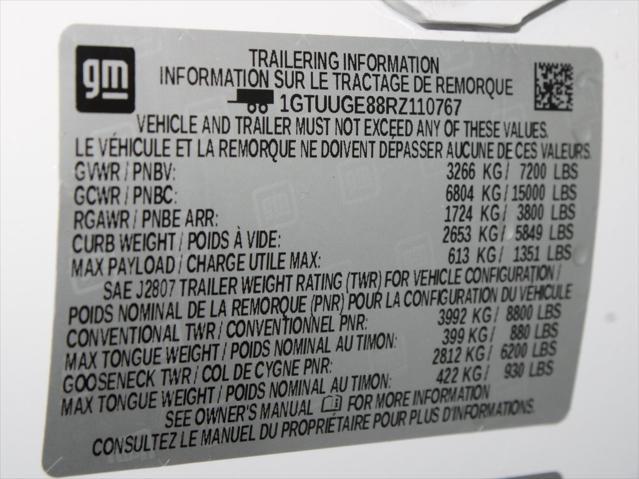 gm
TRAILERING INFORMATION
INFORMATION SUR LE TRACTAGE DE REMORQUE
1GTUUGE88RZ110767
VEHICLE AND TRAILER MUST NOT EXCEED ANY OF THESE VALUES.
LE VÉHICULE ET LA REMORQUE NE DOIVENT DÉPASSER AUCUNE DE CES VALEURS.
GVWR / PNBV: 3266 KG/ 7200 LBS
GCWR / PNBC: 6804 KG/ 15000 LBS
RGAWR / PNBE ARR: 1724 KG/ 3800 LBS
CURB WEIGHT / POIDS À VIDE: 2653 KG/ 5849 LBS
MAX PAYLOAD / CHARGE UTILE MAX: 613 KG/ 1351 LBS
SAE J2807 TRAILER WEIGHT RATING (TWR) FOR VEHICLE CONFIGURATION /
POIDS NOMINAL DE LA REMORQUE (PNR) POUR LA CONFIGURATION DU VÉHICULE
CONVENTIONAL TWR / CONVENTIONNEL PNR: 3992 KG/ 8800 LBS
MAX TONGUE WEIGHT / POIDS NOMINAL AU TIMON: 399 KG/ 880 LBS
GOOSENECK TWR / COL DE CYGNE PNR: 2812 KG/ 6200 LBS
MAX TONGUE WEIGHT / POIDS NOMINAL AU TIMON: 422 KG/ 930 LBS
SEE OWNER'S MANUAL FOR MORE INFORMATION
CONSULTEZ LE MANUEL DU PROPRIÉTAIRE POUR PLUS D'INFORMATIONS.